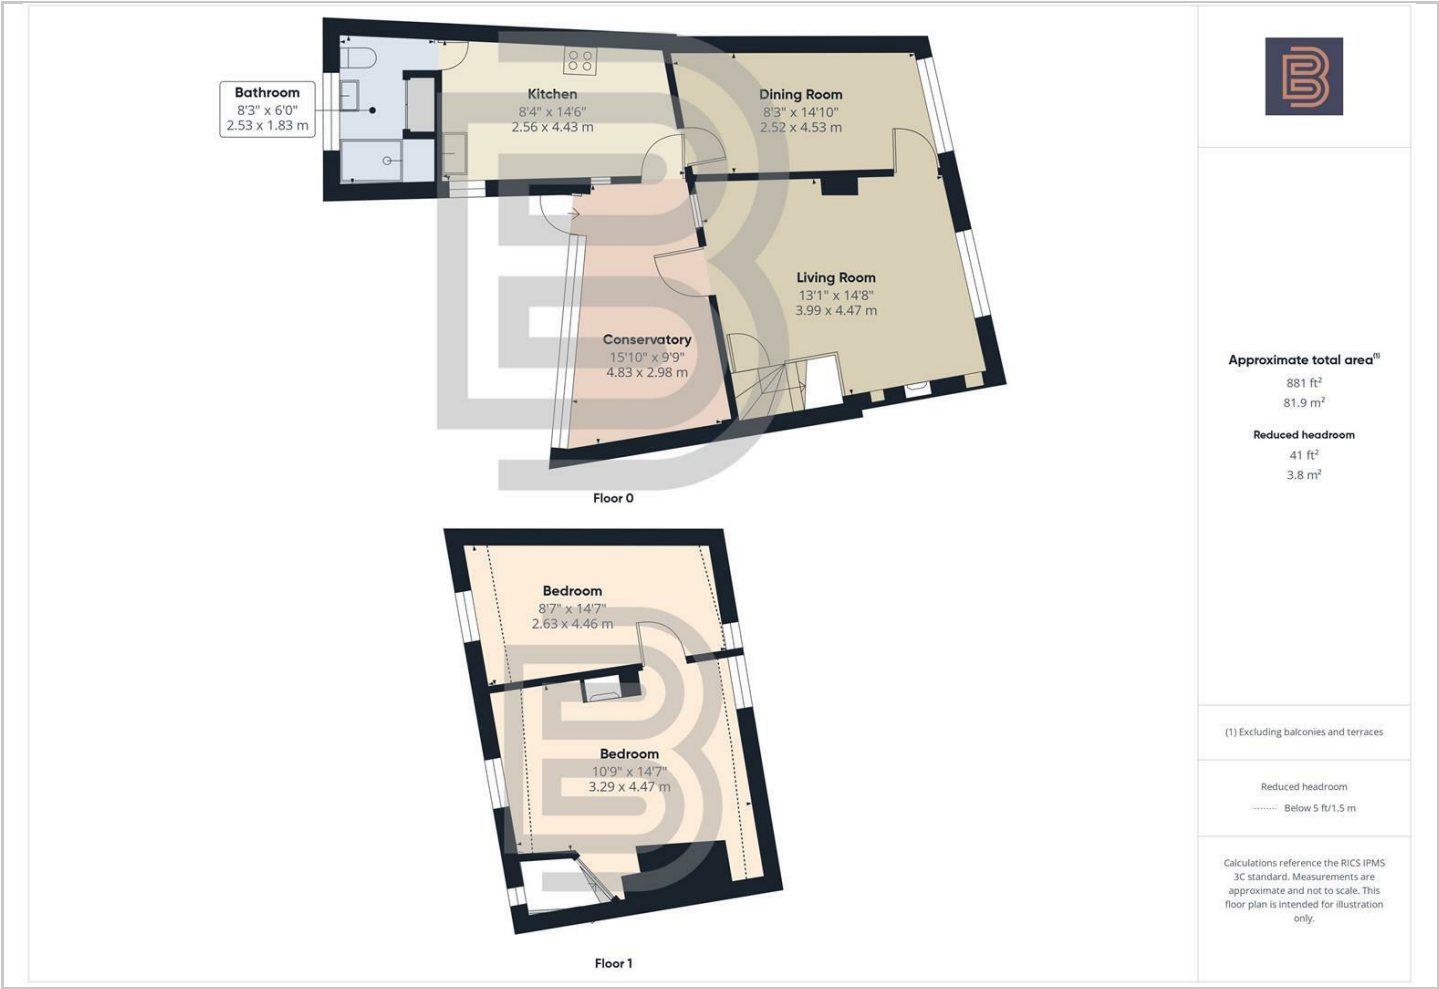 Bathroom
8'3" x 6'0"
2.53 x 1.83 m
Kitchen
8'4" x 14'6"
2.56 x 4.43 m
Dining Room
8'3" x 14'10"
2.52 x 4.53 m
Living Room
13'1" x 14'8"
3.99 x 4.47 m
Conservatory
15'10" x 9'9"
4.83 x 2.98 m
Floor 0
Bedroom
8'7" x 14'7"
2.63 x 4.46 m
Bedroom
10'9" x 14'7"
3.29 x 4.47 m
Floor 1
B
Approximate total area(1)
881 ft²
81.9 m²
Reduced headroom
41 ft²
3.8 m²
(1) Excluding balconies and terraces
Reduced headroom
Below 5 ft/1.5 m
Calculations reference the RICS IPMS
3C standard. Measurements are
approximate and not to scale. This
floor plan is intended for illustration
only.